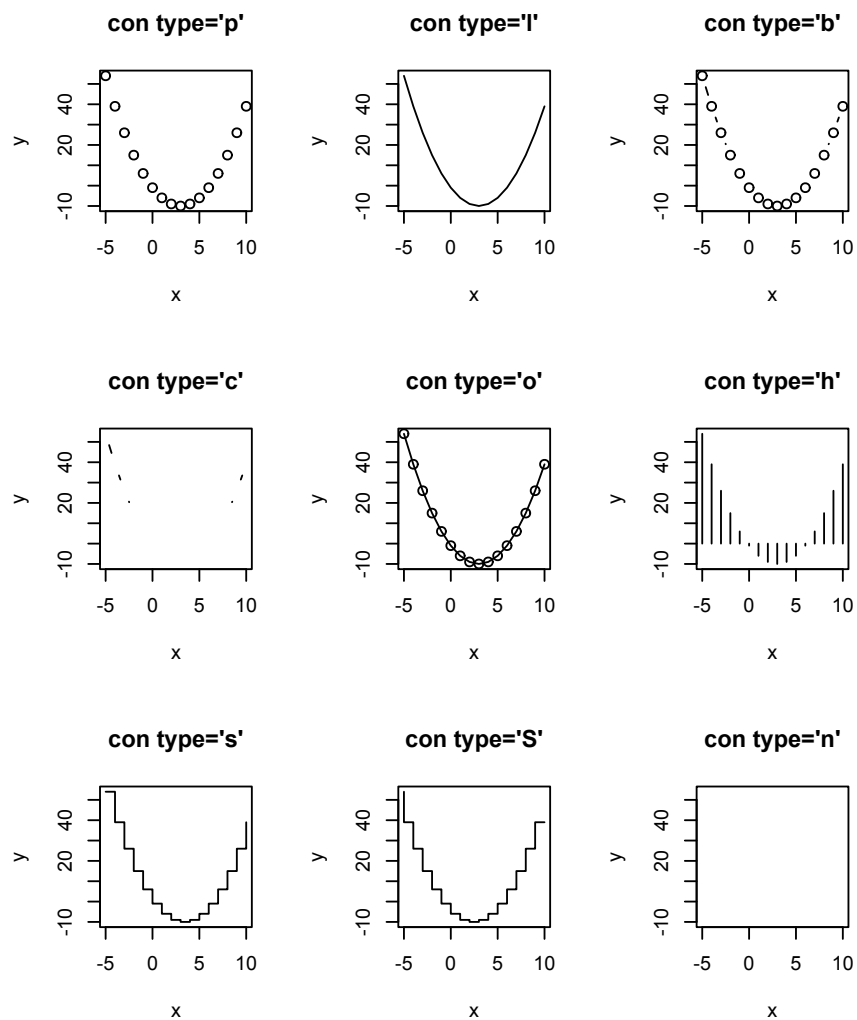 con type='p'
con type='l'
con type='b'
y
-10 20 40
-5 0 5 10
x
y
-10 20 40
-5 0 5 10
x
y
-10 20 40
-5 0 5 10
x
con type='c'
con type='o'
con type='h'
y
-10 20 40
-5 0 5 10
x
y
-10 20 40
-5 0 5 10
x
y
-10 20 40
-5 0 5 10
x
con type='s'
con type='S'
con type='n'
y
-10 20 40
-5 0 5 10
x
y
-10 20 40
-5 0 5 10
x
y
-10 20 40
-5 0 5 10
x